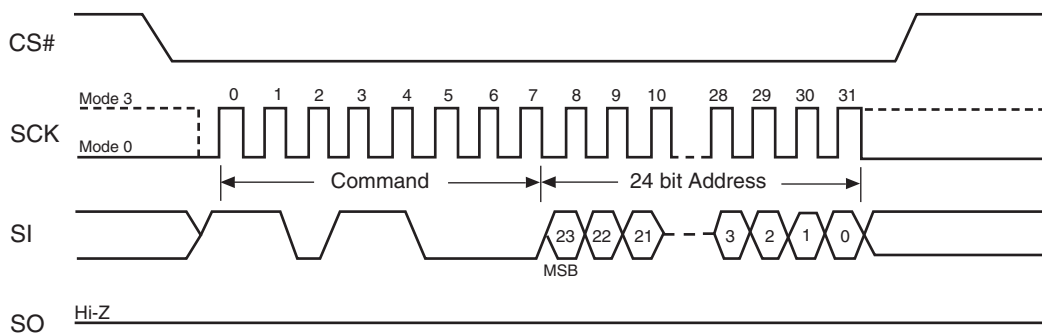 CS#
Mode 3
0 1 2 3 4 5 6 7 8 9 10 28 29 30 31
SCK
Mode 0
Command
24 bit Address
SI
23 22 21 3 2 1 0
MSB
Hi-Z
SO